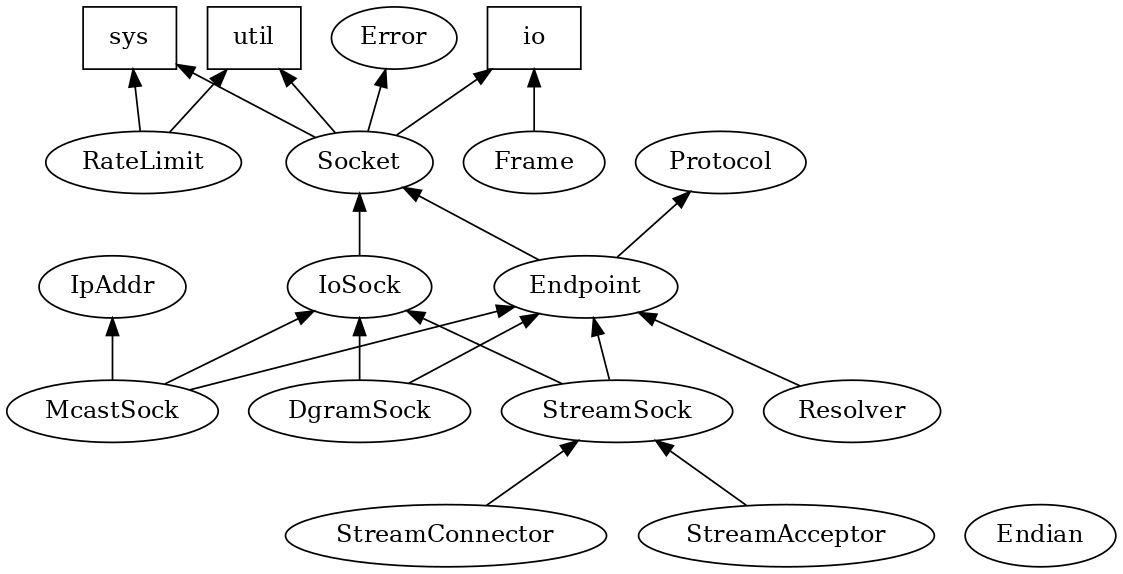 sys
util
Error
io
RateLimit
Socket
Frame
Protocol
IpAddr
IoSock
Endpoint
McastSock
DgramSock
StreamSock
Resolver
StreamConnector
StreamAcceptor
Endian